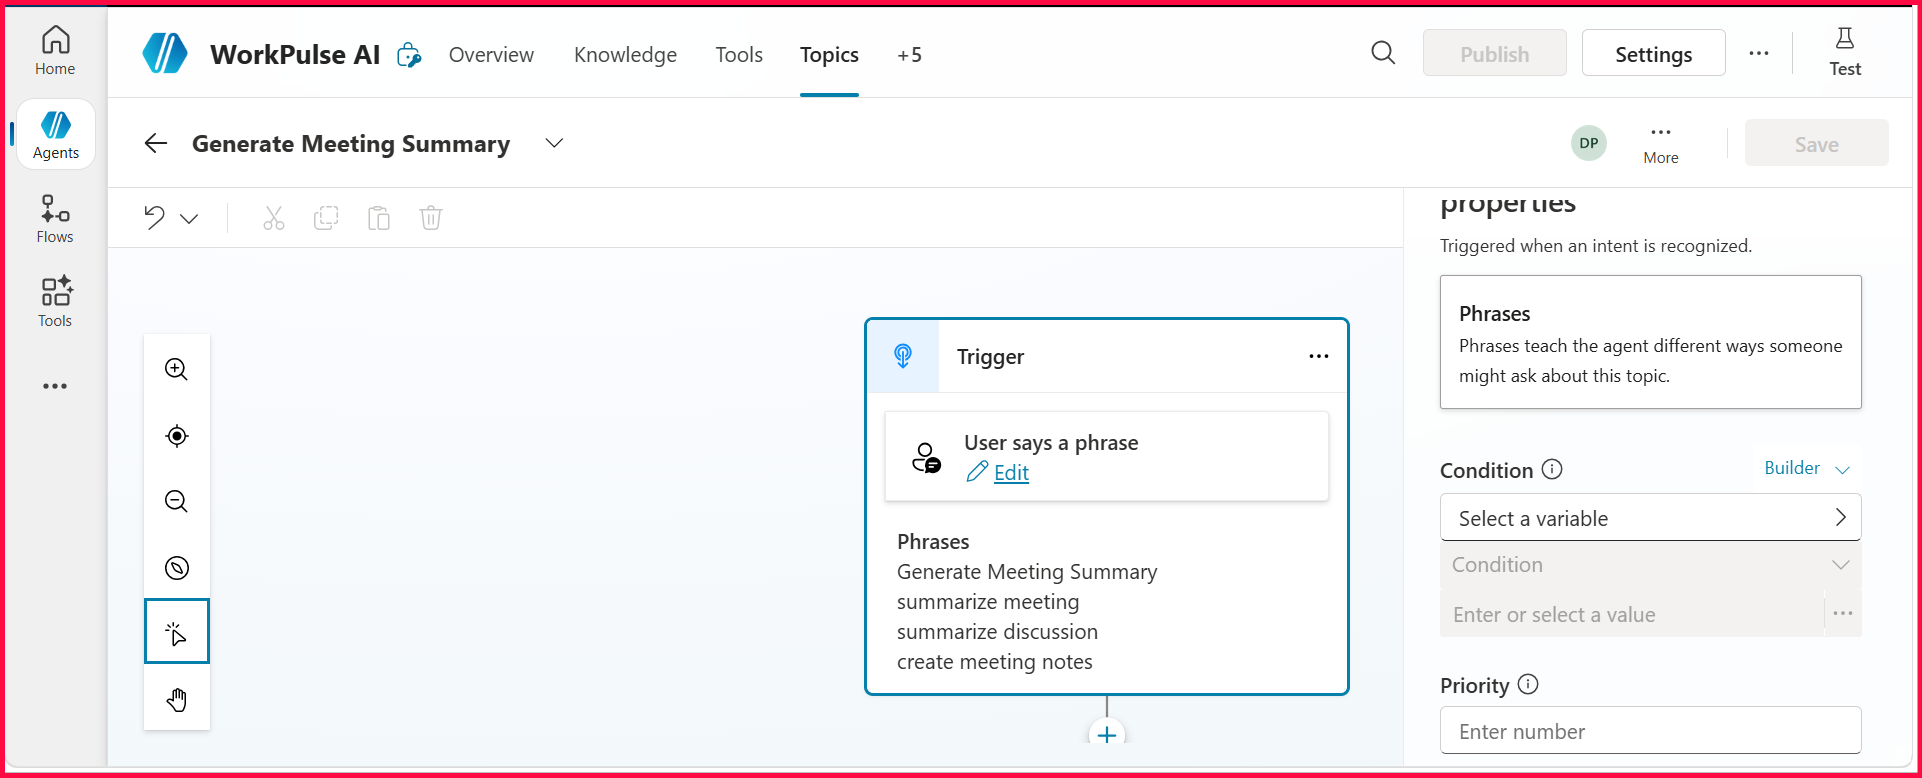 Home
Agents
Flows
Tools
WorkPulse AI
Overview
Knowledge
Tools
Topics
+5
Publish
Settings
Test
Generate Meeting Summary
DP
More
Save
Trigger
User says a phrase
Edit
Phrases
Generate Meeting Summary
summarize meeting
summarize discussion
create meeting notes
properties
Triggered when an intent is recognized.
Phrases
Phrases teach the agent different ways someone
might ask about this topic.
Condition
Builder
Select a variable
Condition
Enter or select a value
Priority
Enter number